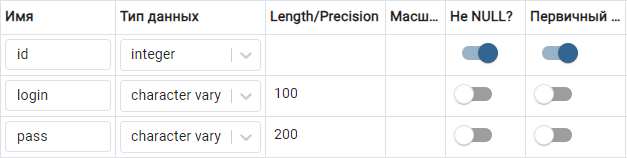 Имя Тип данных Length/Precision Масш... Не NULL? Первичный ...
id integer
login character vary 100
pass character vary 200